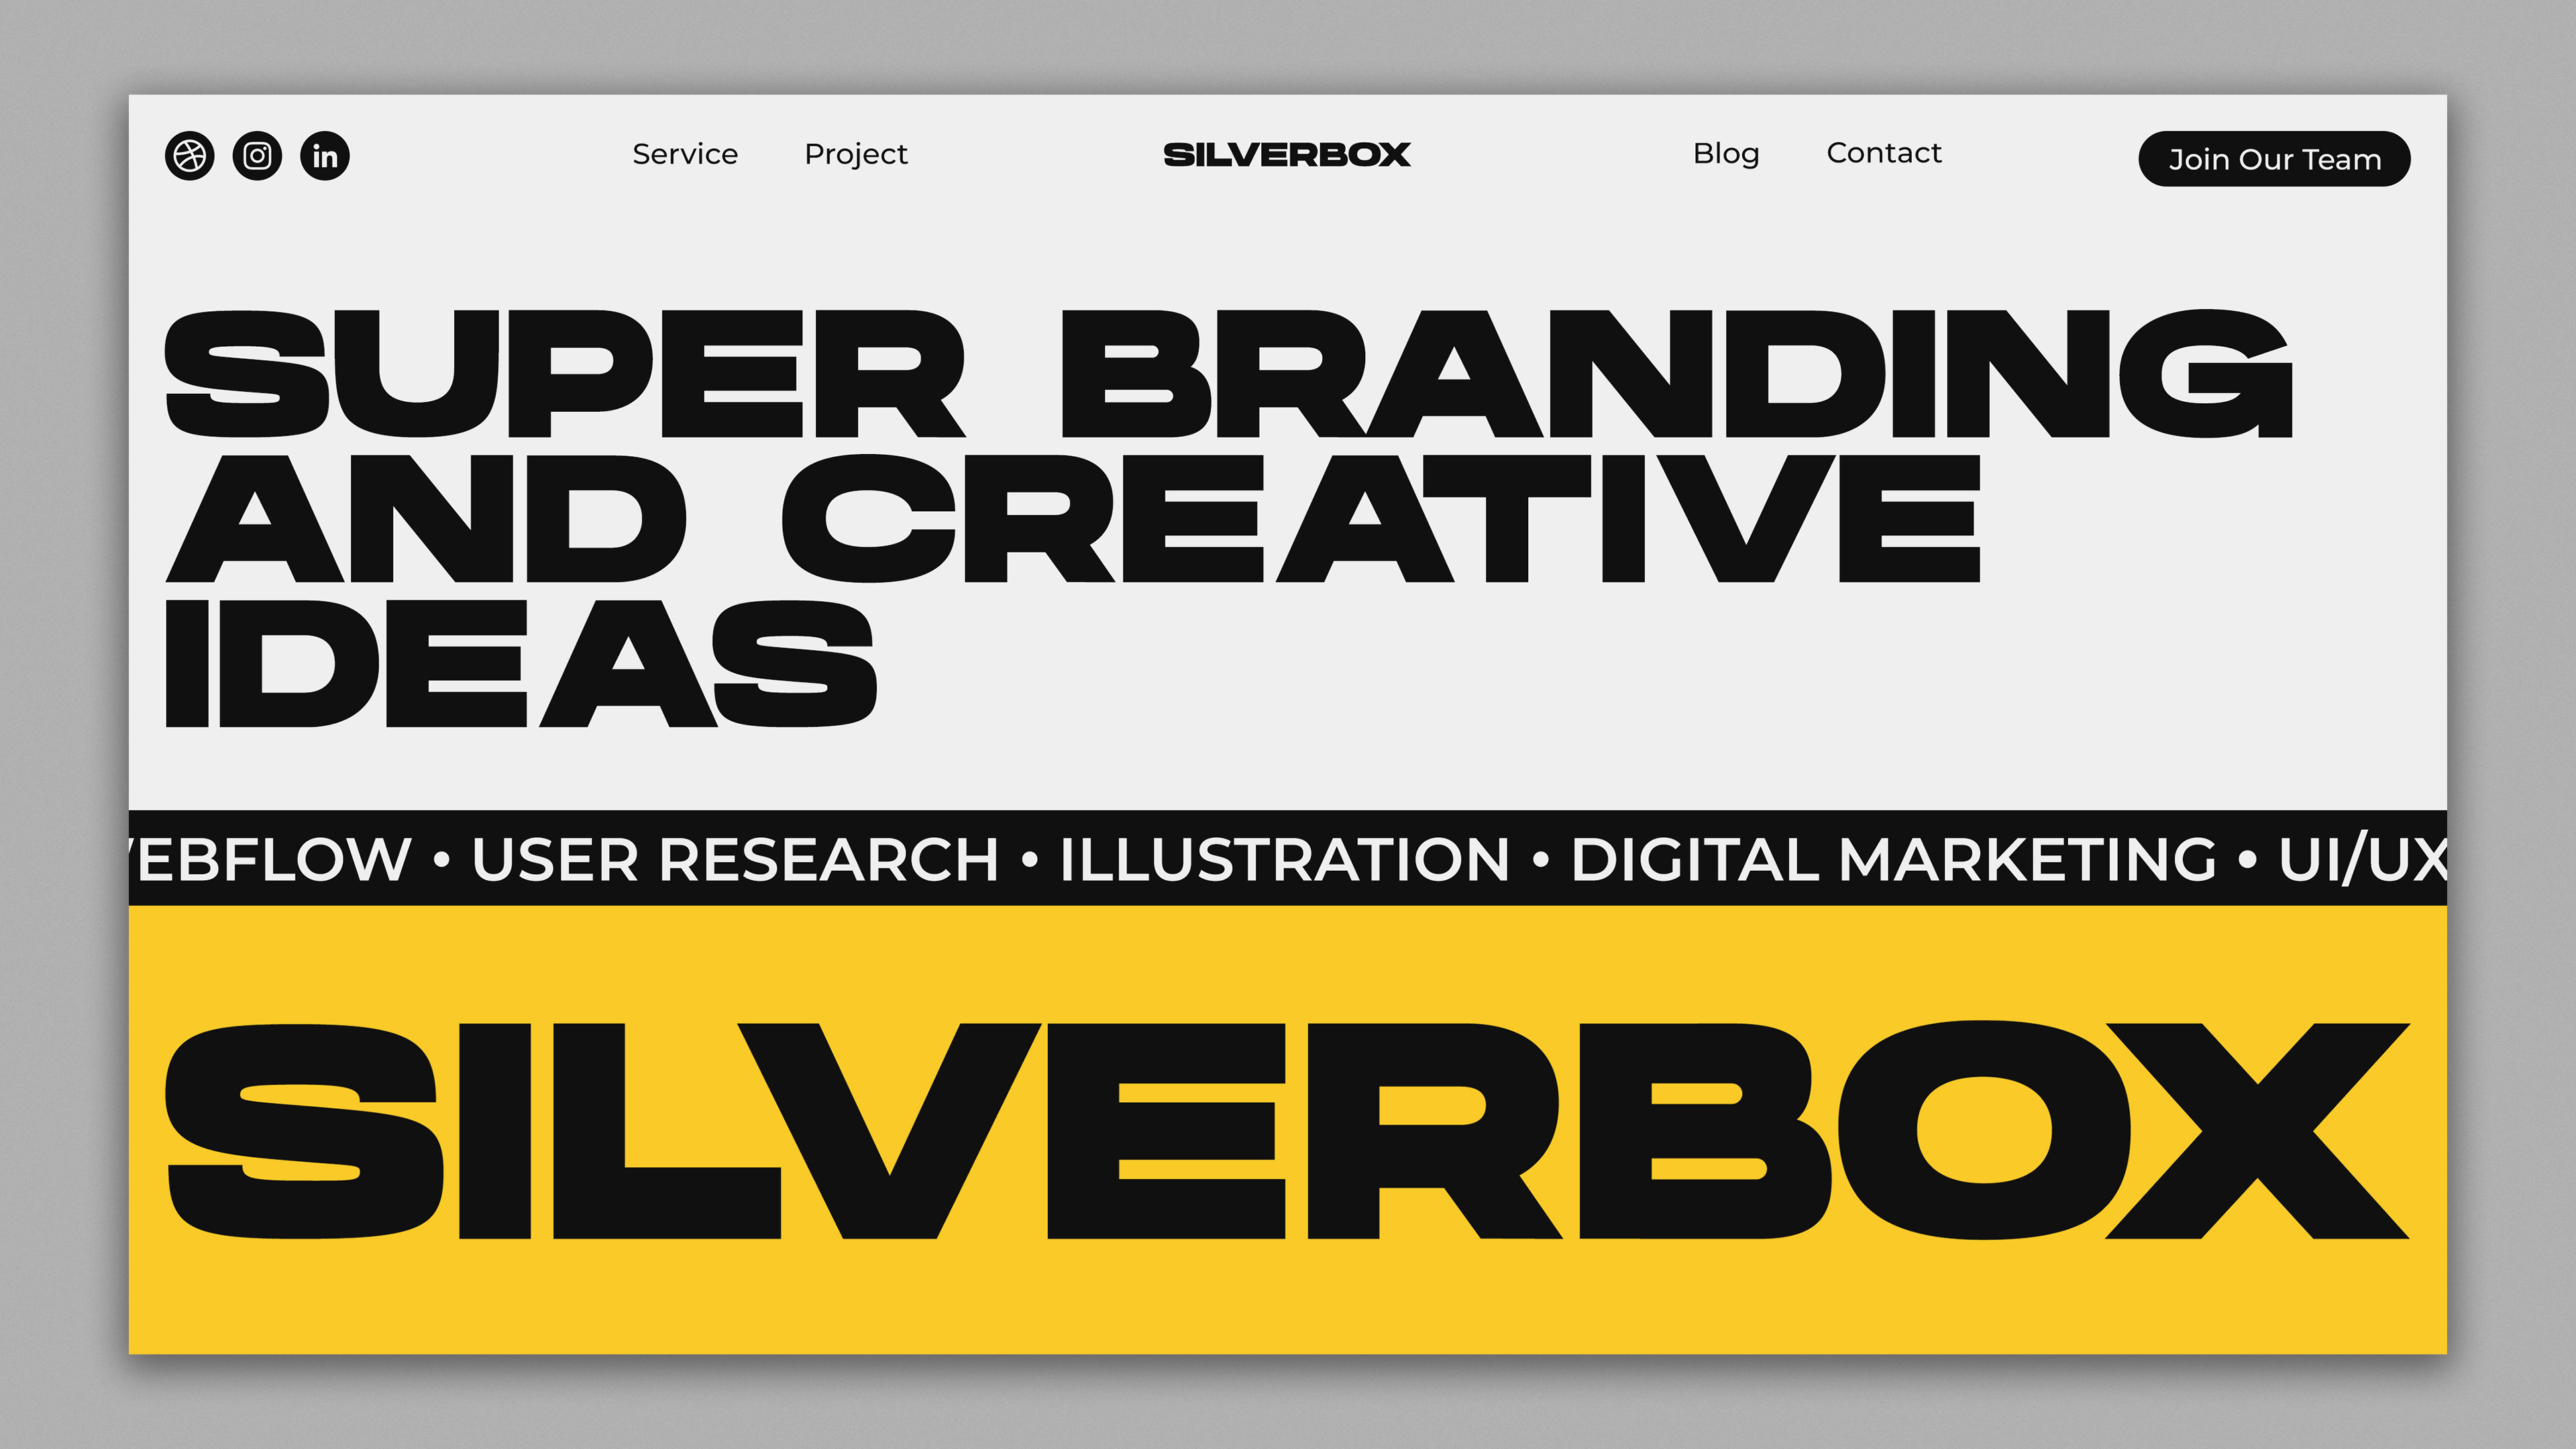 Service Project SILVERBOX Blog Contact Join Our Team
SUPER BRANDING
AND CREATIVE
IDEAS
EBFLOW • USER RESEARCH • ILLUSTRATION • DIGITAL MARKETING • UI/UX
SILVERBOX